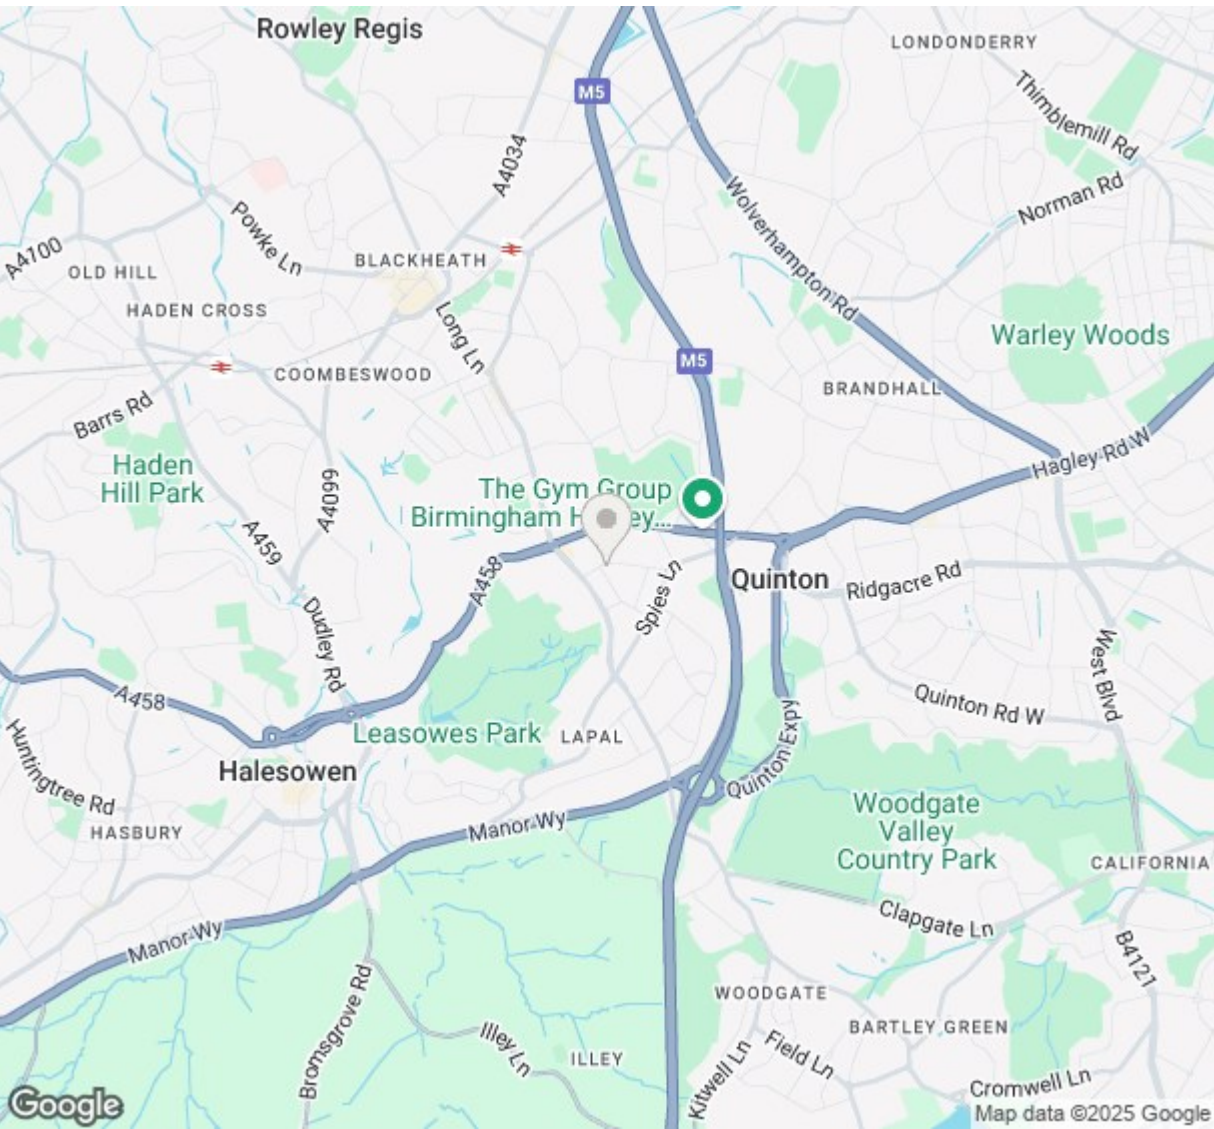 Rowley Regis
LONDONDERRY
M5
Thimblemill Rd
A4034
Norman Rd
Wolverhampton Rd
Powke Ln
A4100
BLACKHEATH
OLD HILL
HADEN CROSS
Long Ln
Warley Woods
M5
COOMBESWOOD
BRANDHALL
Barrs Rd
Hagley Rd W
Haden
Hill Park
A4099
The Gym Group
Birmingham H ey...
A459
A458
Spies Ln
Quinton
Ridgacre Rd
Dudley Rd
West Blvd
A458
Quinton Rd W
Leasowes Park
LAPAL
Quinton Expy
Huntingtree Rd
Halesowen
Woodgate
Valley
Country Park
HASBURY
Manor Wy
CALIFORNIA
Clapgate Ln
Manor Wy
B4121
WOODGATE
Bromsgrove Rd
BARTLEY GREEN
Illey Ln
ILLEY
Field Ln
Kitwell Ln
Cromwell Ln
Google
Map data ©2025 Google